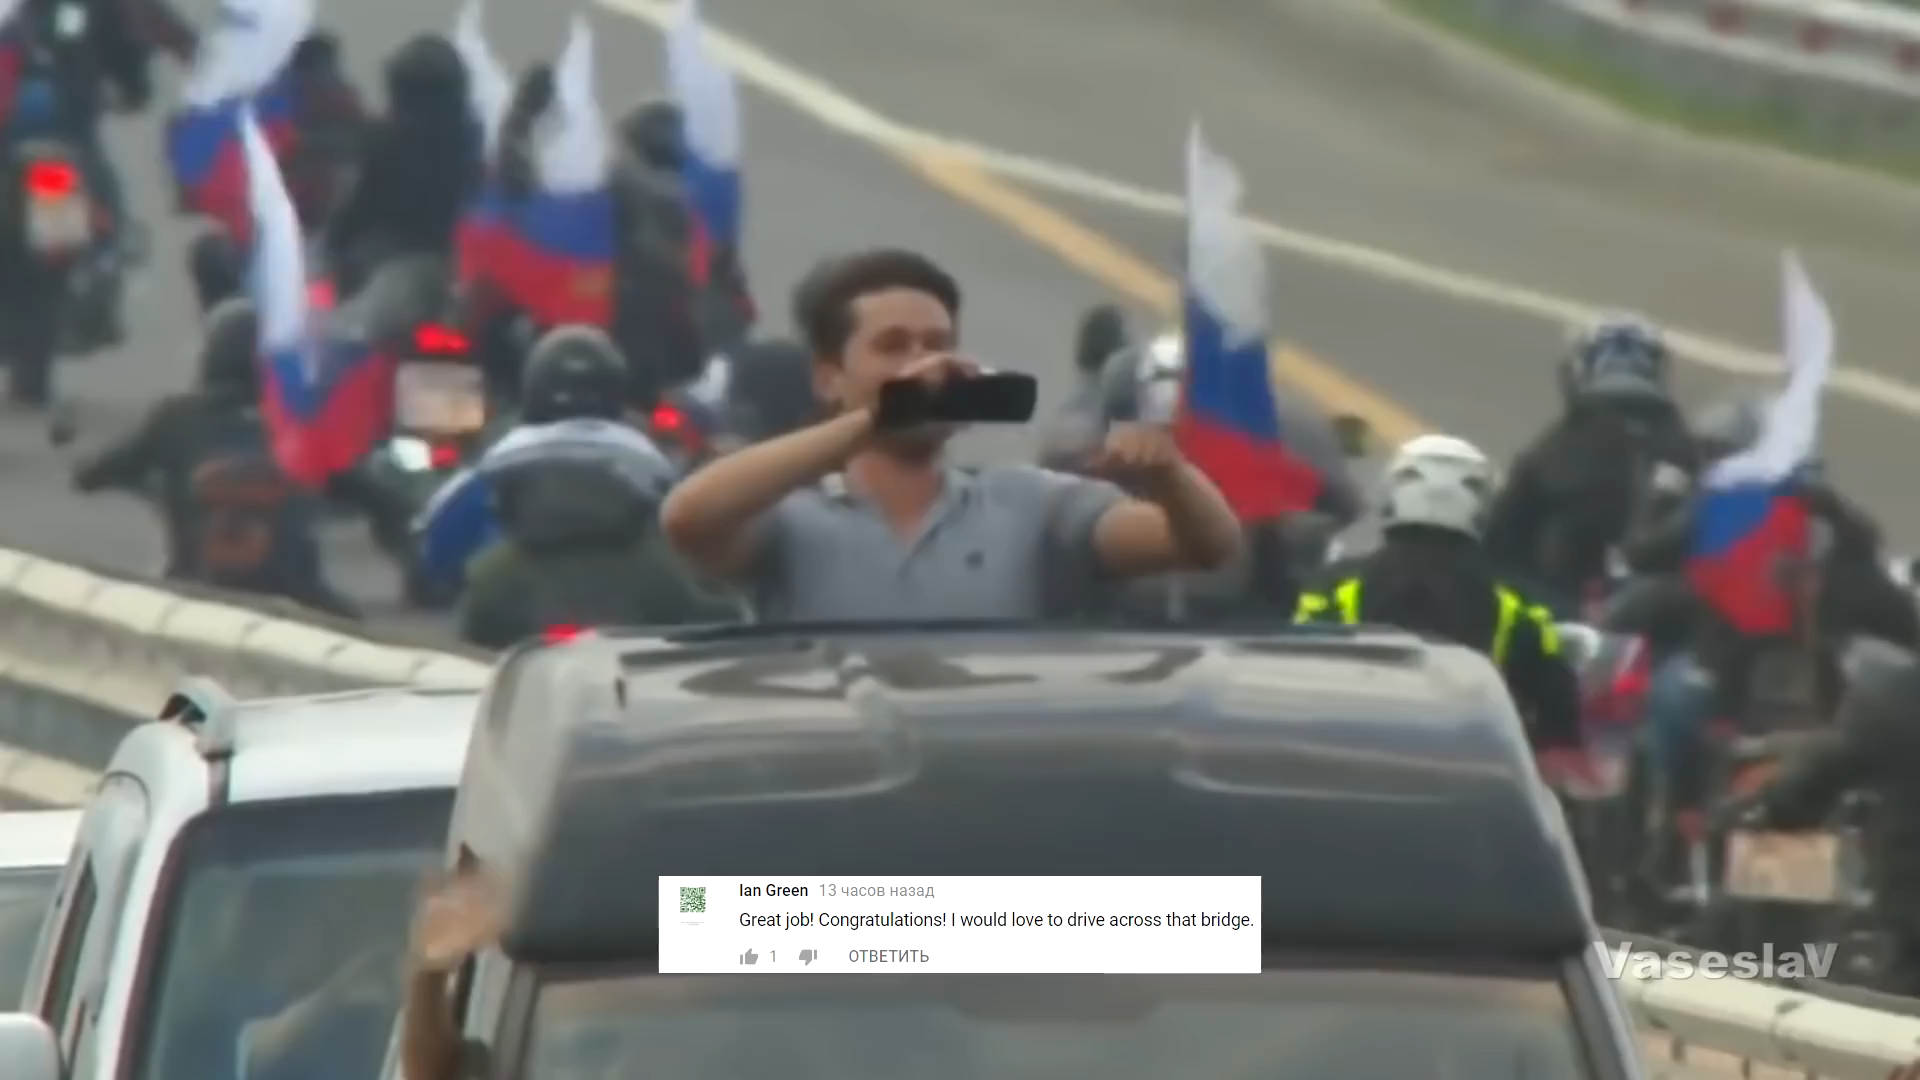 Ian Green 13 часов назад
Great job! Congratulations! I would love to drive across that bridge.
1 ОТВЕТИТЬ
VaseslaV